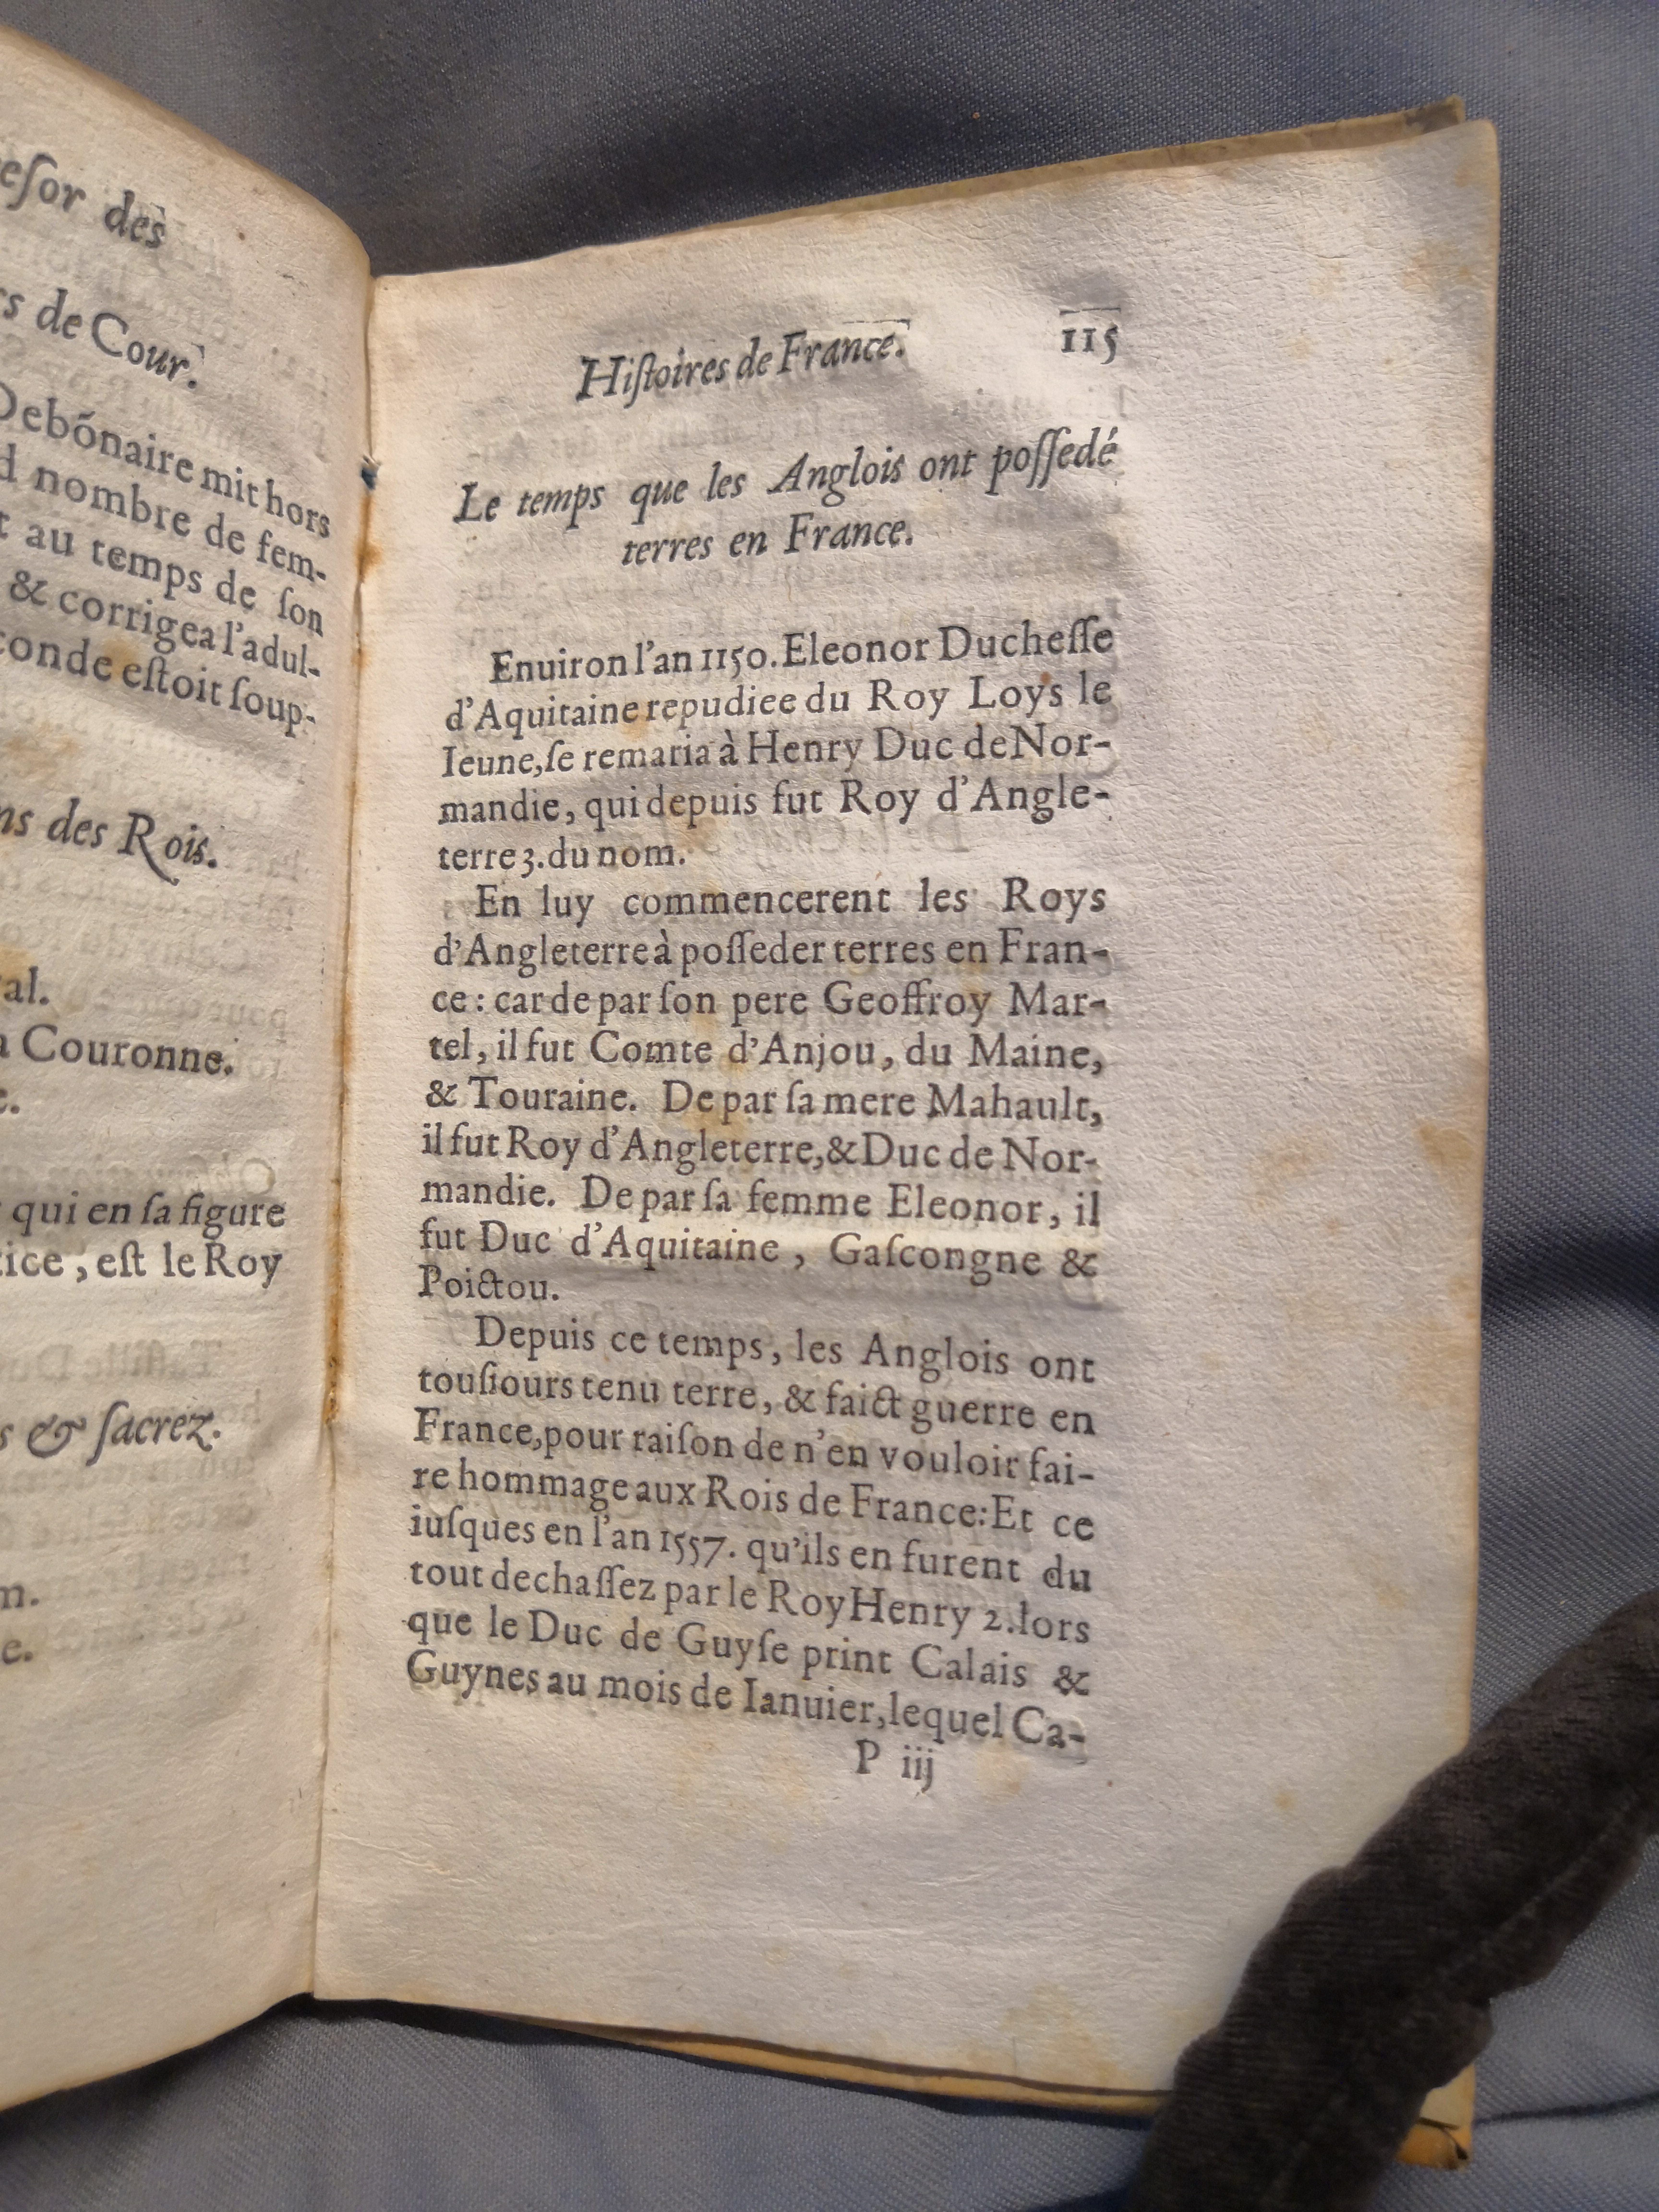 des
de Cour.
Debõnaire mit hors
nombre de fem-
au temps de ſon
& corrigea l'adul-
eſtoit ſoup-
des Rois.
Couronne.
qui en ſa figure
eſt le Roy
& ſacrez.
Hiſtoires de France. 115
Le temps que les Anglois ont poſſedé
terres en France.
Enuiron l'an 1150. Eleonor Ducheſſe
d'Aquitaine repudiee du Roy Loys le
Ieune, ſe remaria à Henry Duc de Nor-
mandie, qui depuis fut Roy d'Angle-
terre 3. du nom.
En luy commencerent les Roys
d'Angleterre à poſſeder terres en Fran-
ce : car de par ſon pere Geoffroy Mar-
tel, il fut Comte d'Anjou, du Maine,
& Touraine. De par ſa mere Mahault,
il fut Roy d'Angleterre, & Duc de Nor-
mandie. De par ſa femme Eleonor, il
fut Duc d'Aquitaine , Gaſcongne &
Poictou.
Depuis ce temps, les Anglois ont
touſiours tenu terre, & faict guerre en
France, pour raiſon de n'en vouloir fai-
re hommage aux Rois de France: Et ce
iuſques en l'an 1557. qu'ils en furent du
tout dechaſſez par le Roy Henry 2. lors
que le Duc de Guyſe print Calais &
Guynes au mois de Ianuier, lequel Ca-
P iij